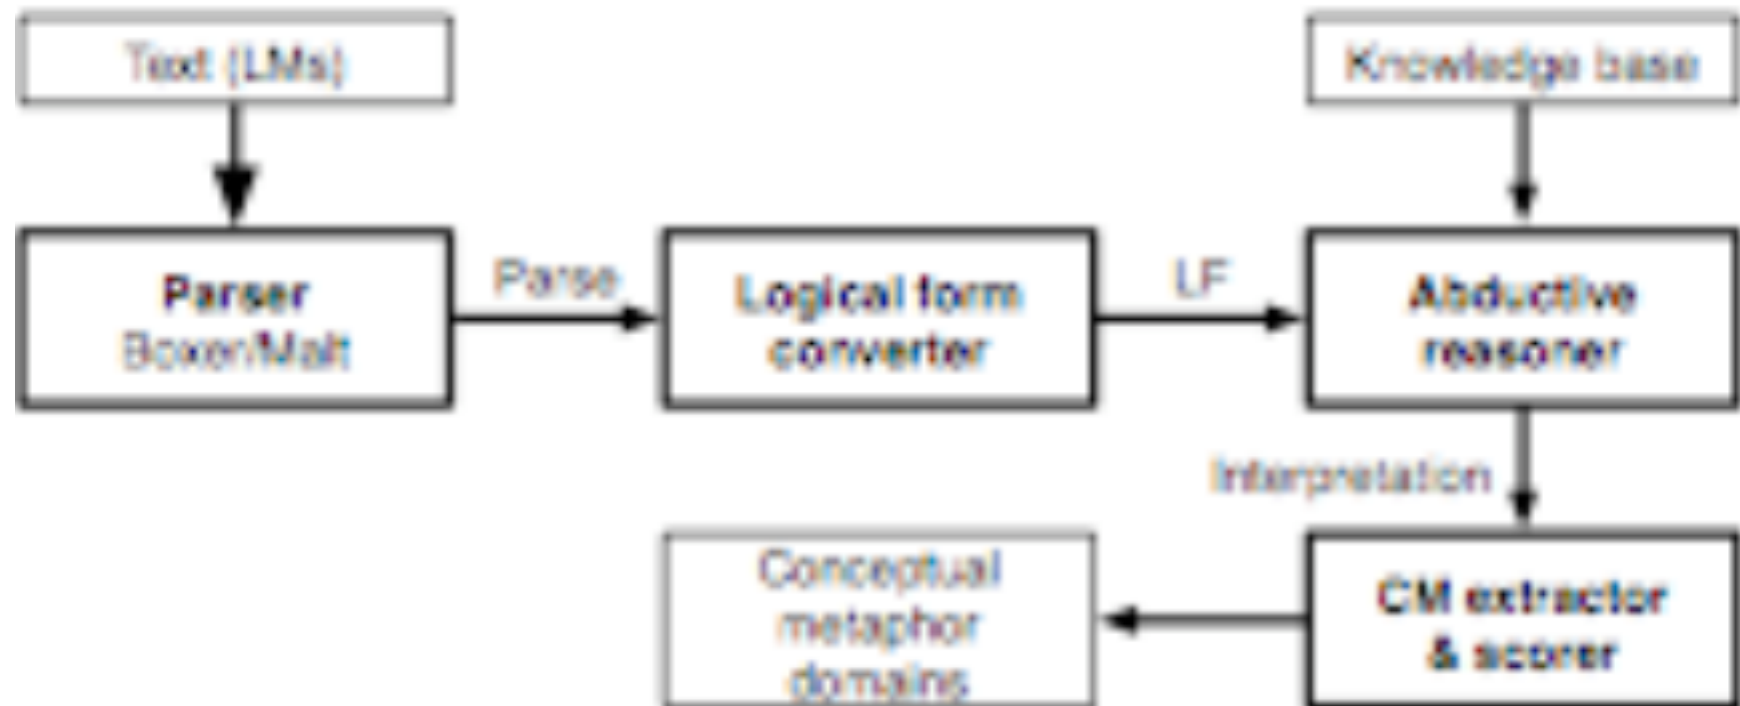 Text (LMs)
Knowledge base
Parser
Boxer/Malt
Parse
Logical form
converter
LF
Abductive
reasoner
Interpretation
Conceptual
metaphor
domains
CM extractor
& scorer